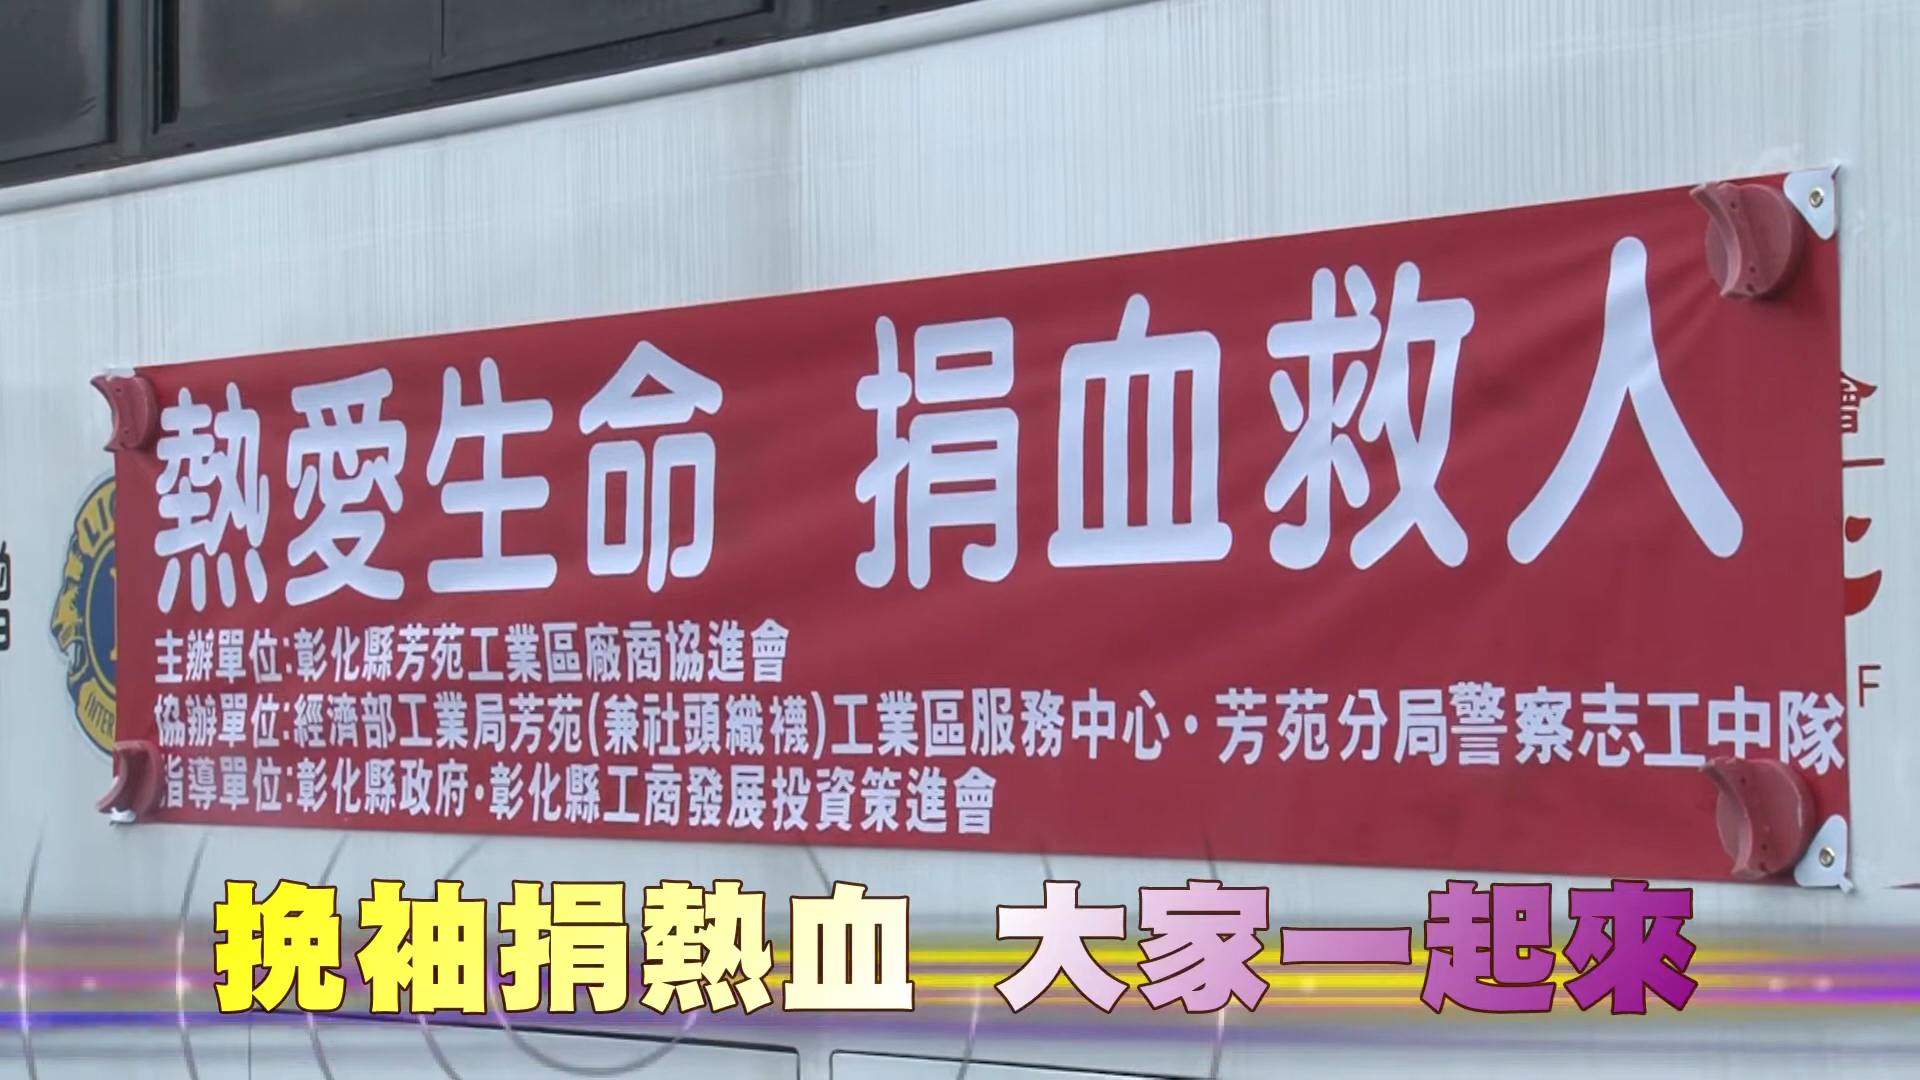 熱愛生命 捐血救人
主辦單位:彰化縣芳苑工業區廠商協進會
協辦單位:經濟部工業局芳苑(兼社頭織襪)工業區服務中心·芳苑分局警察志工中隊
指導單位:彰化縣政府·彰化縣工商發展投資策進會
會
F
LIO
INTER
挽袖捐熱血 大家一起來